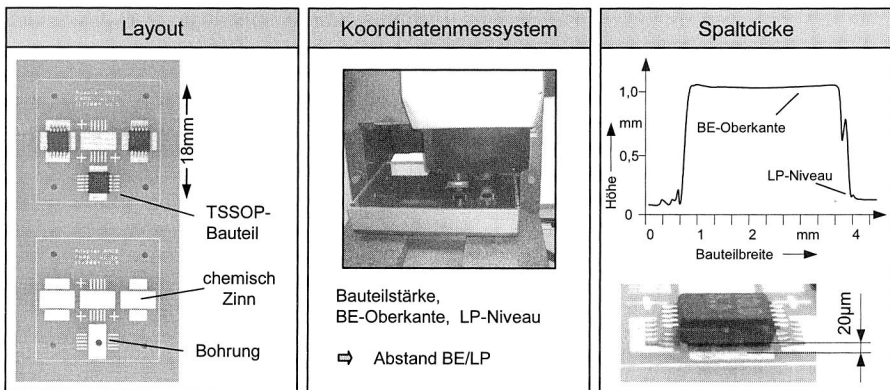 Layout
18mm
TSSOP-
Bauteil
chemisch
Zinn
Bohrung
Koordinatenmesssystem
Bauteilstärke,
BE-Oberkante, LP-Niveau
⇨ Abstand BE/LP
Spaltdicke
1,0
mm
0,5
0
Höhe
BE-Oberkante
LP-Niveau
0 1 2 mm 4
Bauteilbreite
20µm